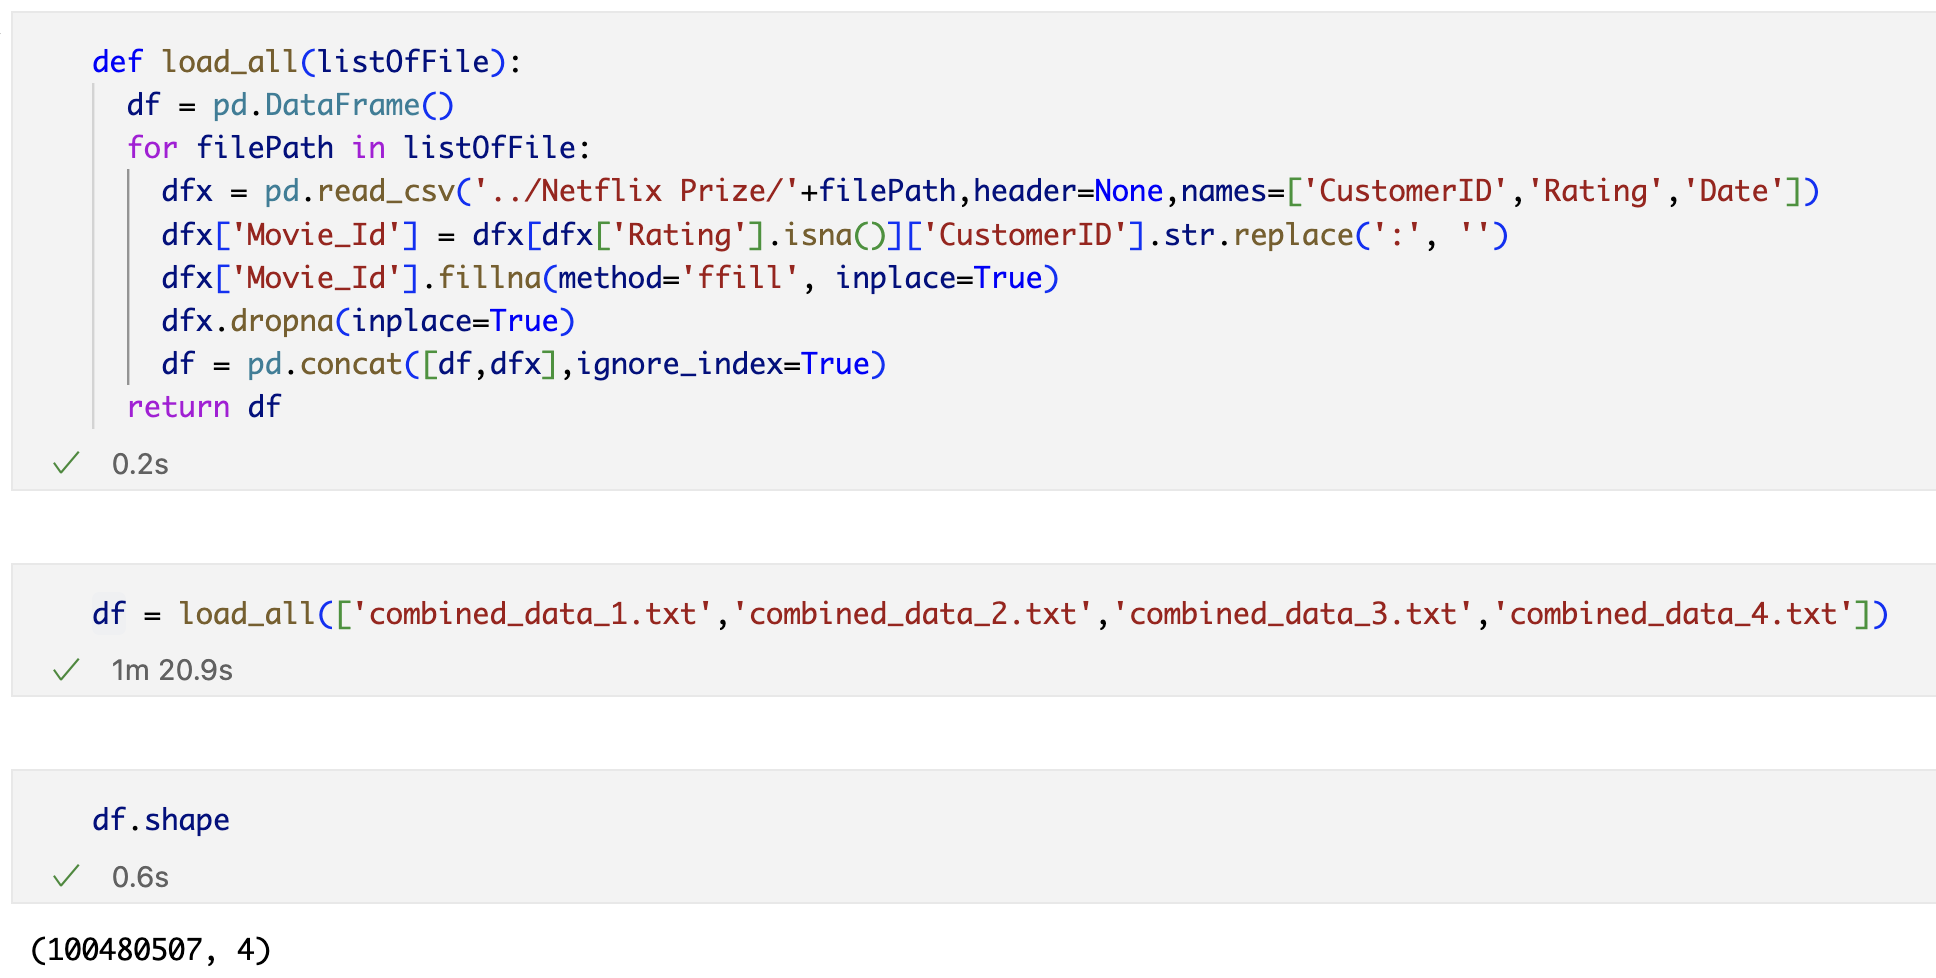 def load_all(listOfFile):
df = pd.DataFrame()
for filePath in listOfFile:
dfx = pd.read_csv('../Netflix Prize/'+filePath,header=None,names=['CustomerID','Rating','Date'])
dfx['Movie_Id'] = dfx[dfx['Rating'].isna()]['CustomerID'].str.replace(':', '')
dfx['Movie_Id'].fillna(method='ffill', inplace=True)
dfx.dropna(inplace=True)
df = pd.concat([df,dfx],ignore_index=True)
return df
0.2s
df = load_all(['combined_data_1.txt','combined_data_2.txt','combined_data_3.txt','combined_data_4.txt'])
1m 20.9s
df.shape
0.6s
(100480507, 4)